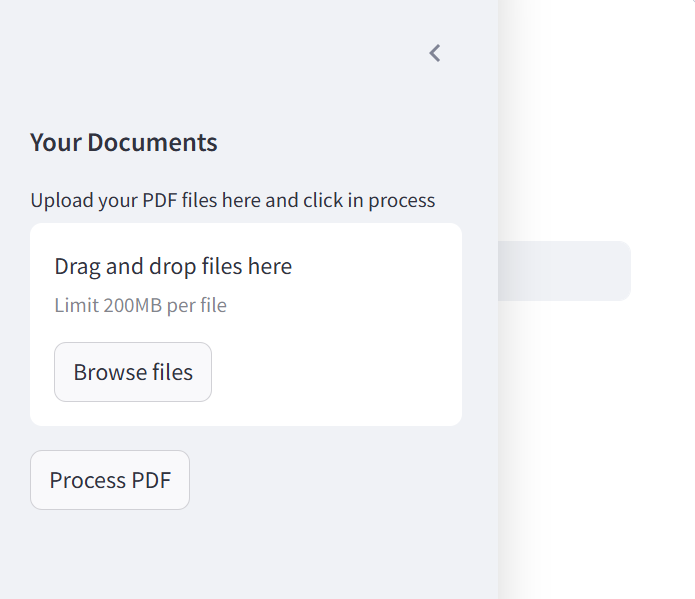 Your Documents
Upload your PDF files here and click in process
Drag and drop files here
Limit 200MB per file
Browse files
Process PDF